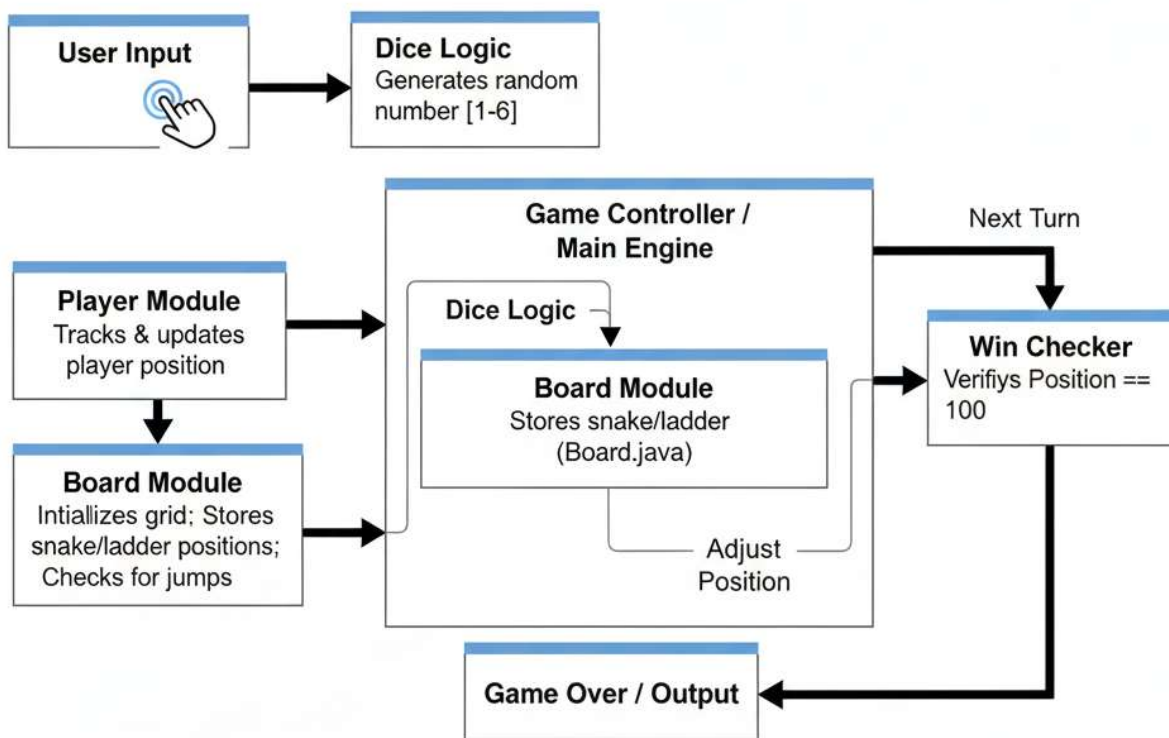 User Input
Dice Logic
Generates random
number [1-6]
Game Controller /
Main Engine
Next Turn
Player Module
Tracks & updates
player position
Dice Logic
Board Module
Stores snake/ladder
(Board.java)
Win Checker
Verifiys Position ==
100
Board Module
Intiallizes grid; Stores
snake/ladder positions;
Checks for jumps
Adjust
Position
Game Over / Output